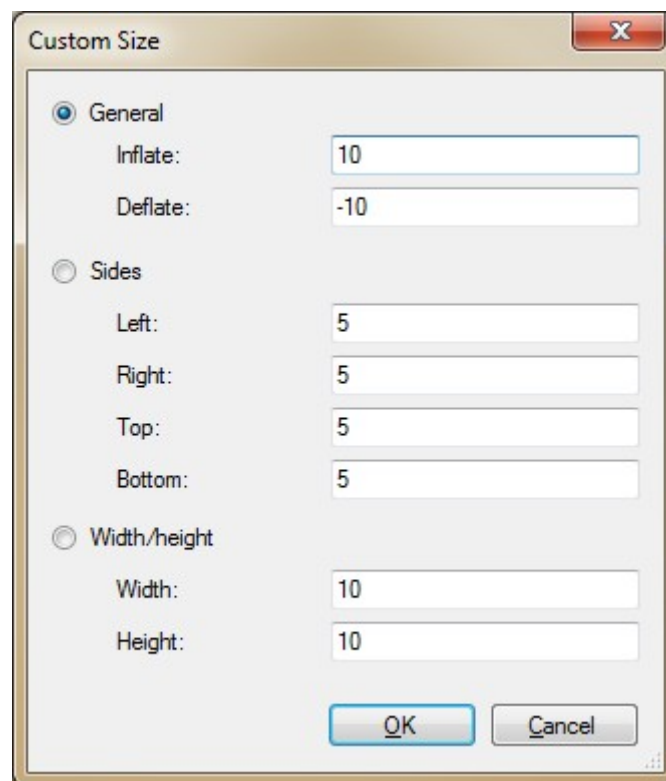 Custom Size
General
Inflate: 10
Deflate: -10
Sides
Left: 5
Right: 5
Top: 5
Bottom: 5
Width/height
Width: 10
Height: 10
OK Cancel